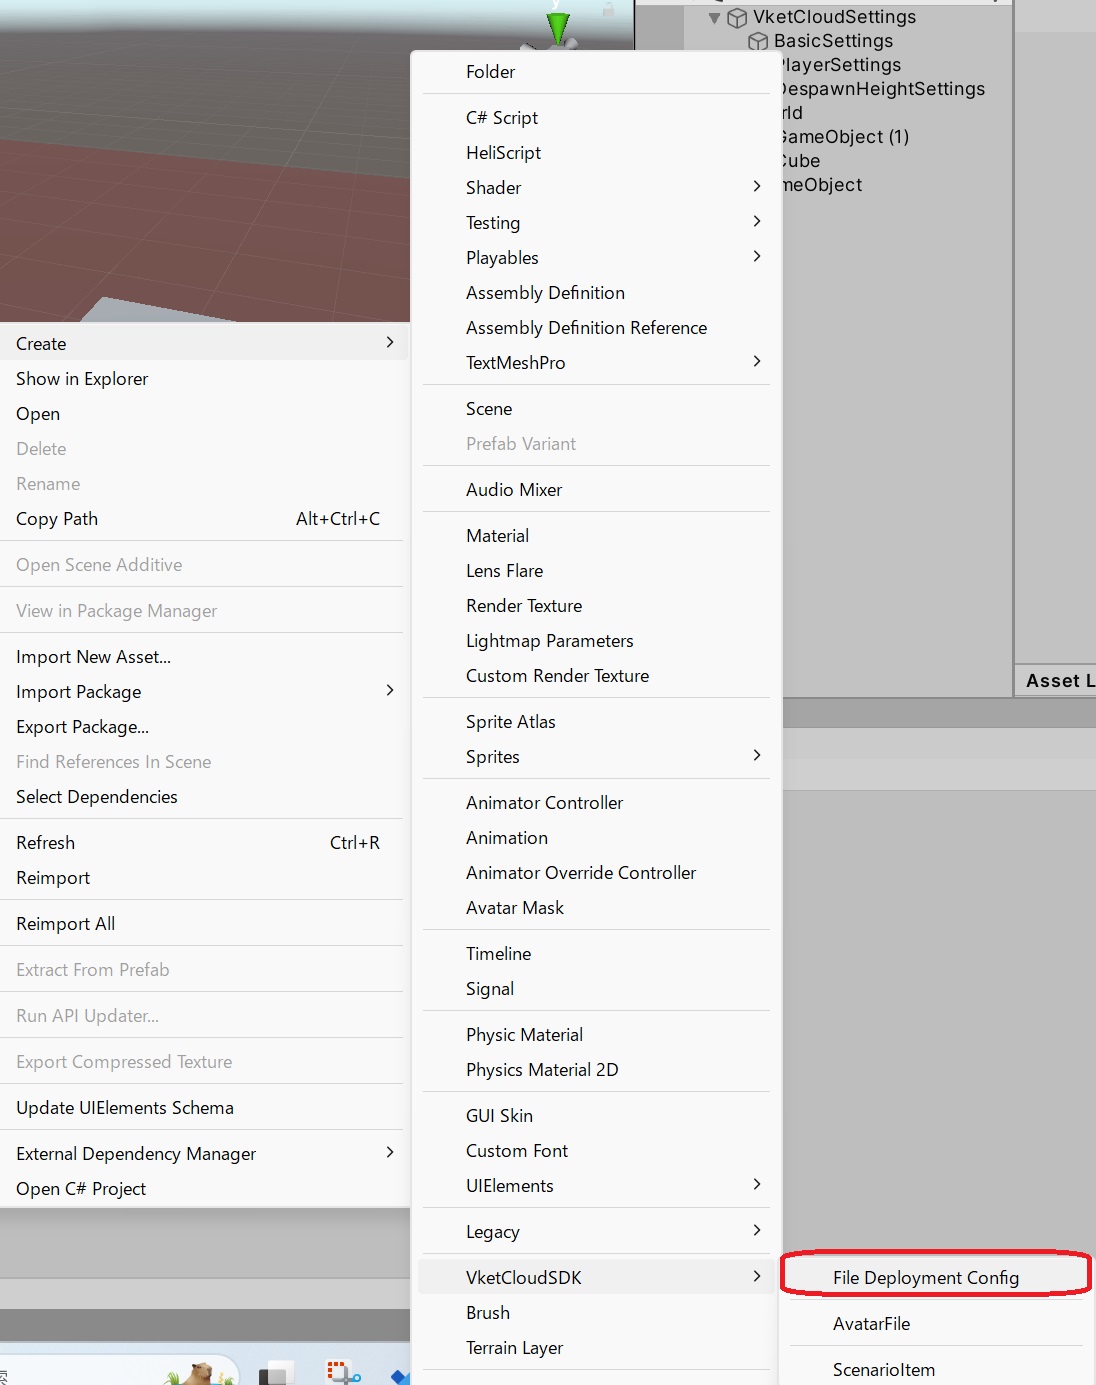 y
VketCloudSettings
BasicSettings
PlayerSettings
DespawnHeightSettings
rld
GameObject (1)
Cube
meObject
Asset L
Create
Show in Explorer
Open
Delete
Rename
Copy Path Alt+Ctrl+C
Open Scene Additive
View in Package Manager
Import New Asset...
Import Package
Export Package...
Find References In Scene
Select Dependencies
Refresh Ctrl+R
Reimport
Reimport All
Extract From Prefab
Run API Updater...
Export Compressed Texture
Update UIElements Schema
External Dependency Manager
Open C# Project
Folder
C# Script
HeliScript
Shader
Testing
Playables
Assembly Definition
Assembly Definition Reference
TextMeshPro
Scene
Prefab Variant
Audio Mixer
Material
Lens Flare
Render Texture
Lightmap Parameters
Custom Render Texture
Sprite Atlas
Sprites
Animator Controller
Animation
Animator Override Controller
Avatar Mask
Timeline
Signal
Physic Material
Physics Material 2D
GUI Skin
Custom Font
UIElements
Legacy
VketCloudSDK
Brush
Terrain Layer
File Deployment Config
AvatarFile
ScenarioItem